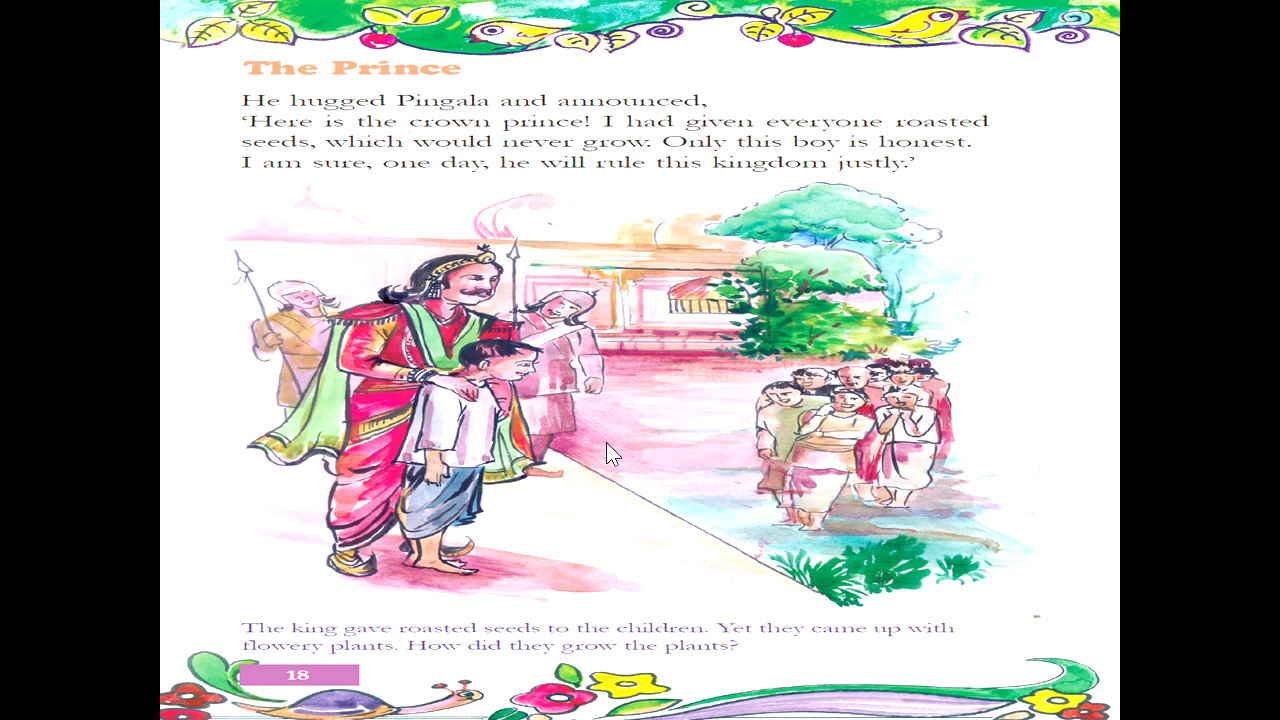 The Prince
He hugged Pingala and announced,
‘Here is the crown prince! I had given everyone roasted
seeds, which would never grow. Only this boy is honest.
I am sure, one day, he will rule this kingdom justly.’
The king gave roasted seeds to the children. Yet they came up with
flowery plants. How did they grow the plants?
18